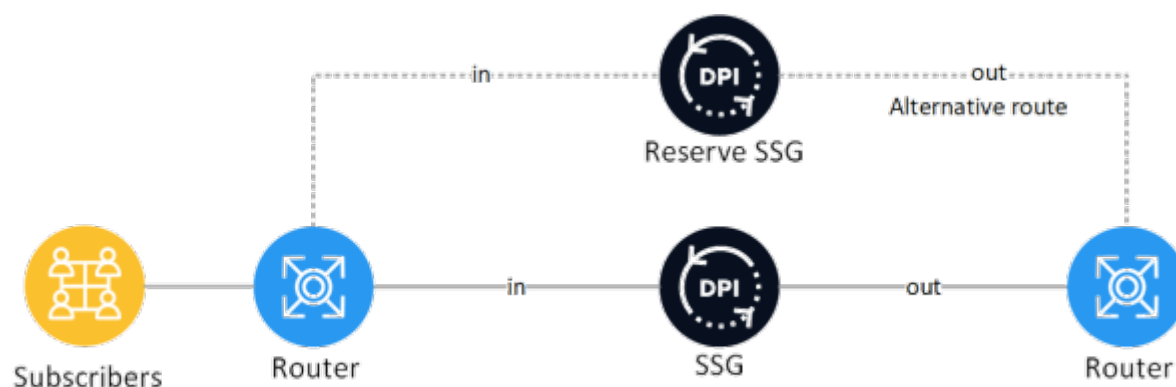 in
DPI
out
Alternative route
Reserve SSG
in
DPI
out
Subscribers
Router
SSG
Router